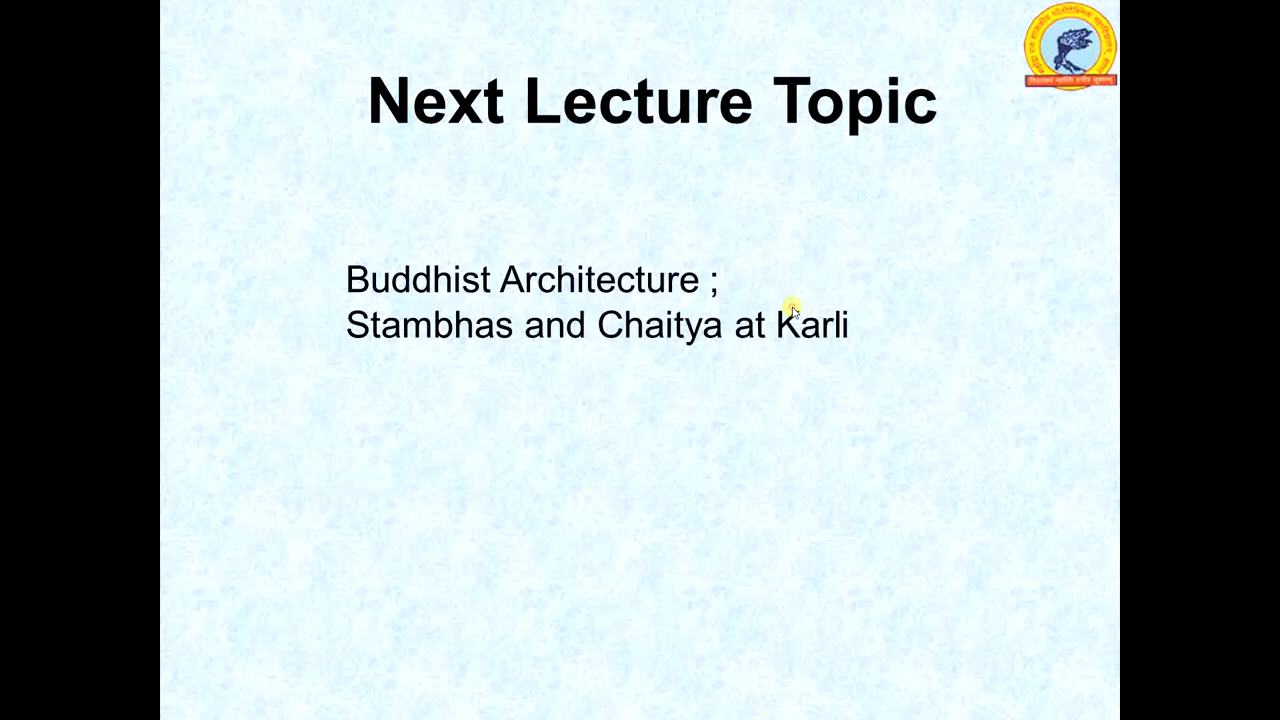 Next Lecture Topic
Buddhist Architecture ;
Stambhas and Chaitya at Karli